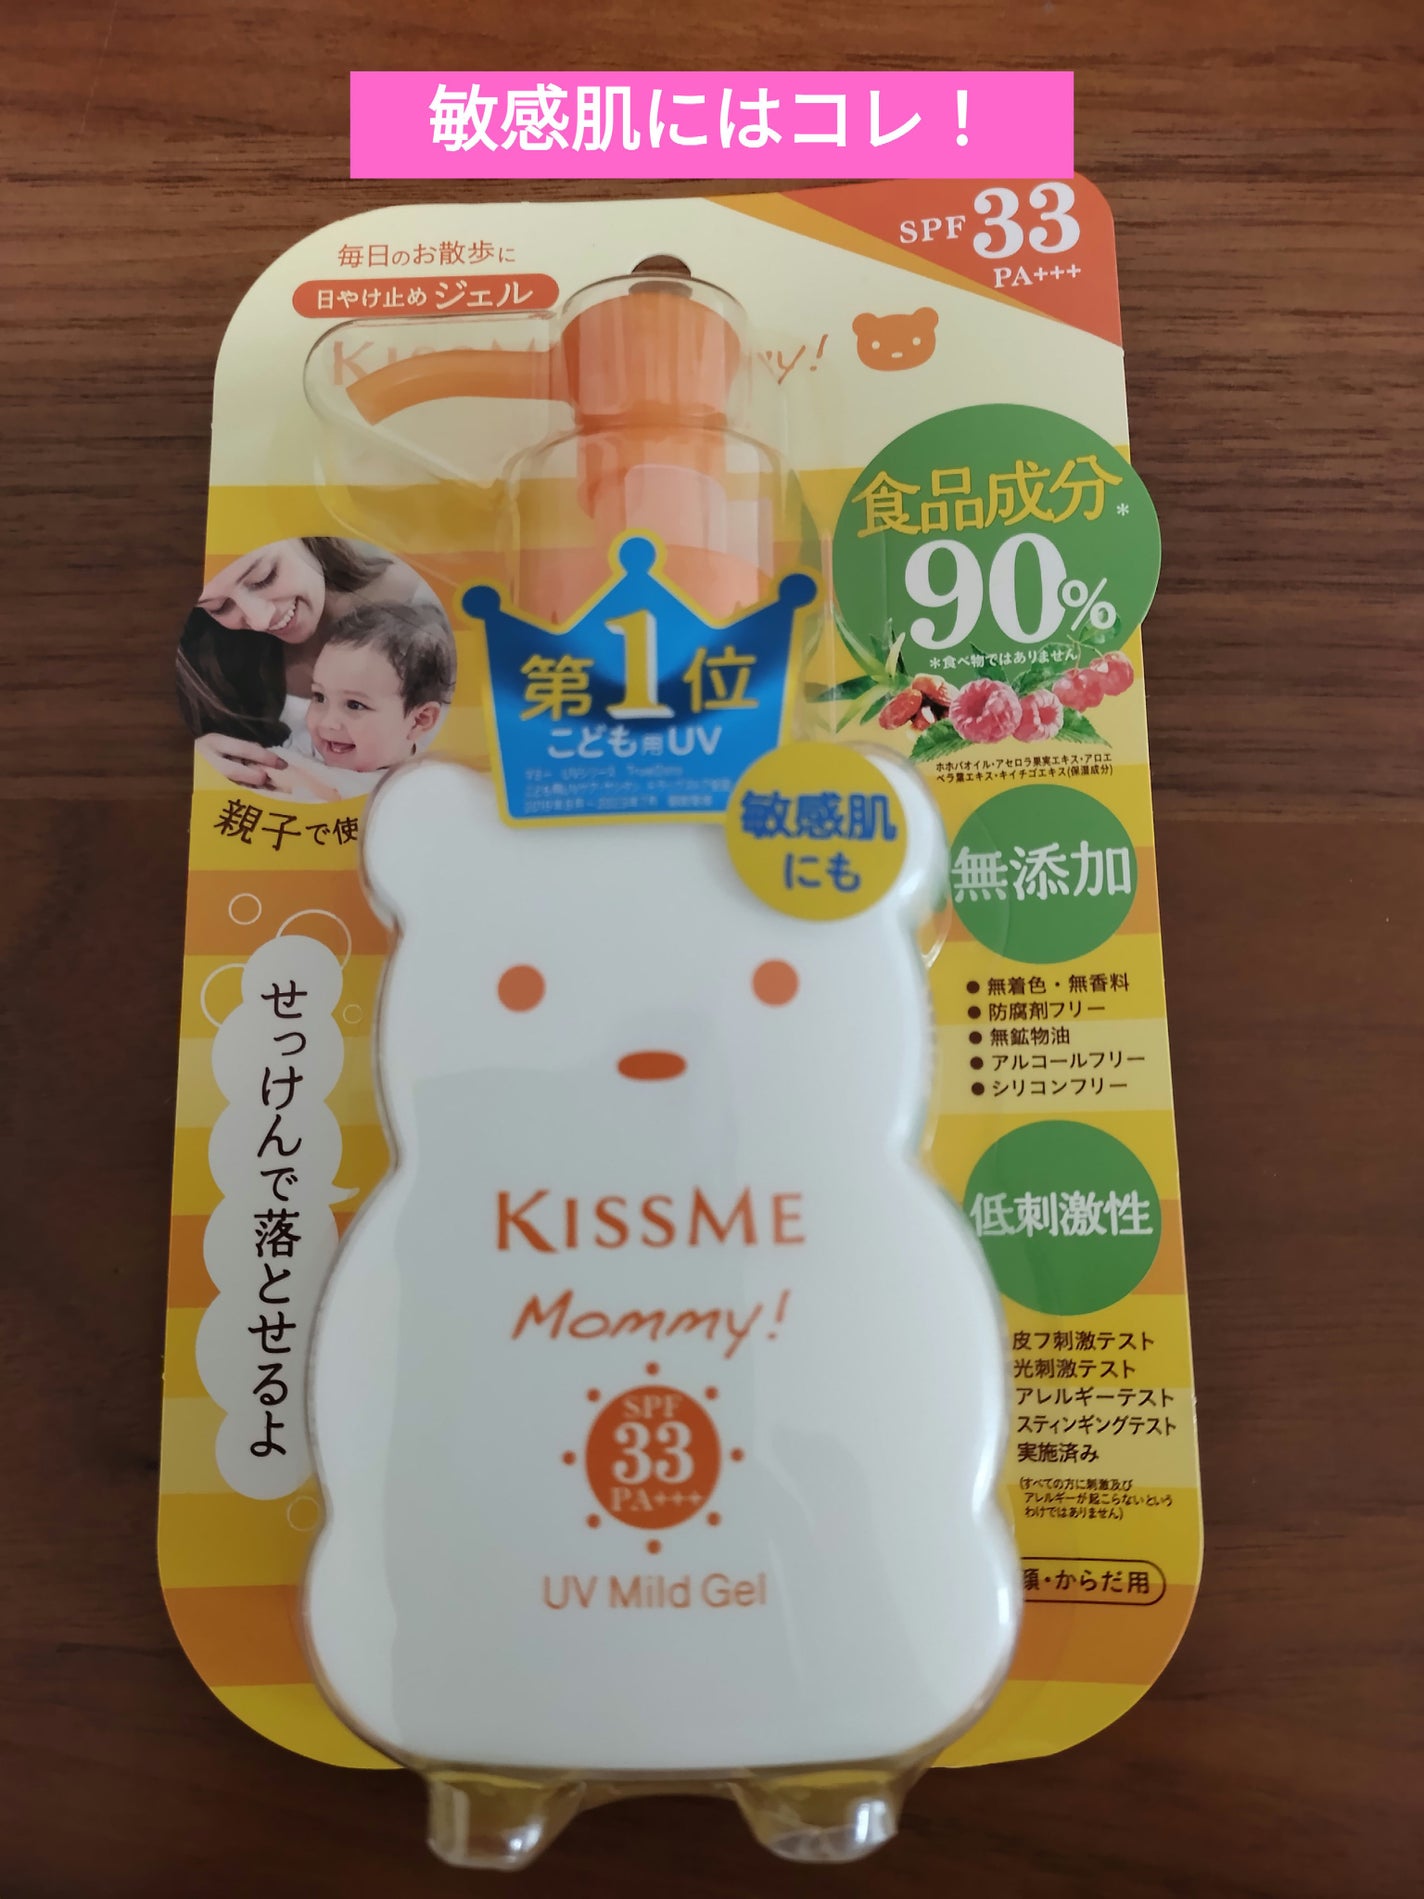 敏感肌にはコレ！
SPF 33
PA+++
毎日のお散歩に
日やけ止めジェル
食品成分*
90%
*食べ物ではありません
ホホバオイル・アセロラ果実エキス・アロエ
ベラ葉エキス・キイチゴエキス(保湿成分)
第1位
こども用UV
敏感肌
にも
親子で使
無添加
●無着色・無香料
●防腐剤フリー
●無鉱物油
●アルコールフリー
●シリコンフリー
せっけんで落とせるよ
低刺激性
皮フ刺激テスト
光刺激テスト
アレルギーテスト
スティンギングテスト
実施済み
(すべての方に刺激及び
アレルギーが起こらないという
わけではありません)
顔・からだ用
KISSME
Mommy!
SPF
33
PA+++
UV Mild Gel